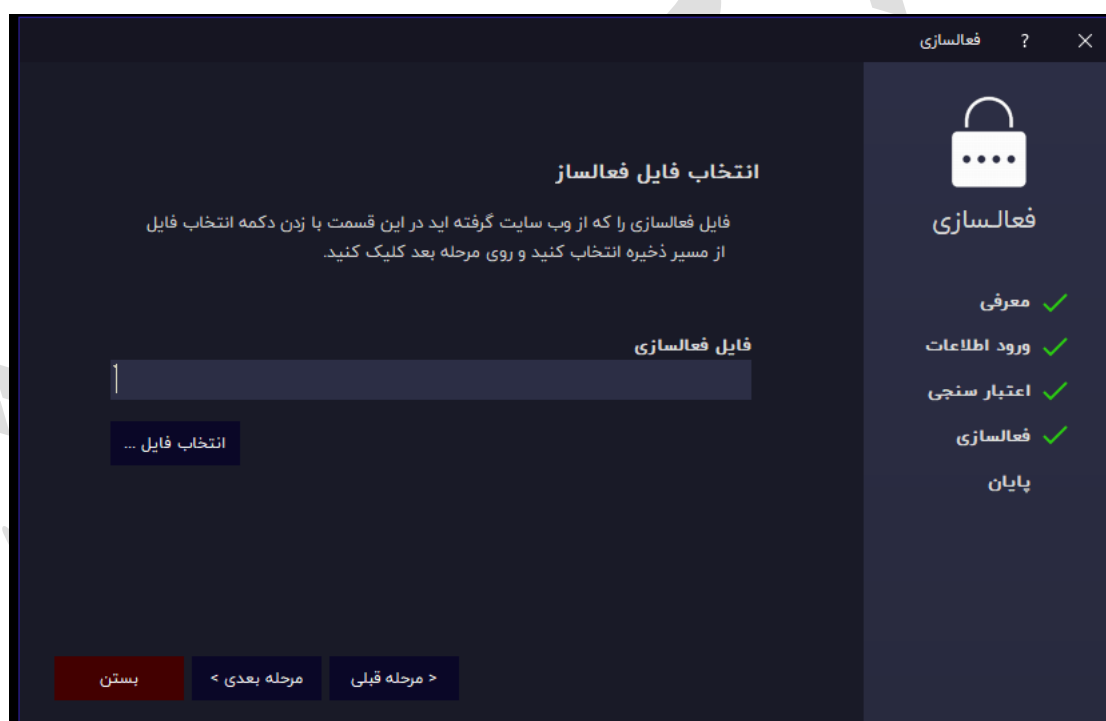 فعالسازی ?
فعالسازی
معرفی
ورود اطلاعات
اعتبار سنجی
فعالسازی
پایان
انتخاب فایل فعالساز
فایل فعالسازی را که از وب سایت گرفته اید در این قسمت با زدن دکمه انتخاب فایل
از مسیر ذخیره انتخاب کنید و روی مرحله بعد کلیک کنید.
فایل فعالسازی
انتخاب فایل ...
< مرحله قبلی
مرحله بعدی >
بستن